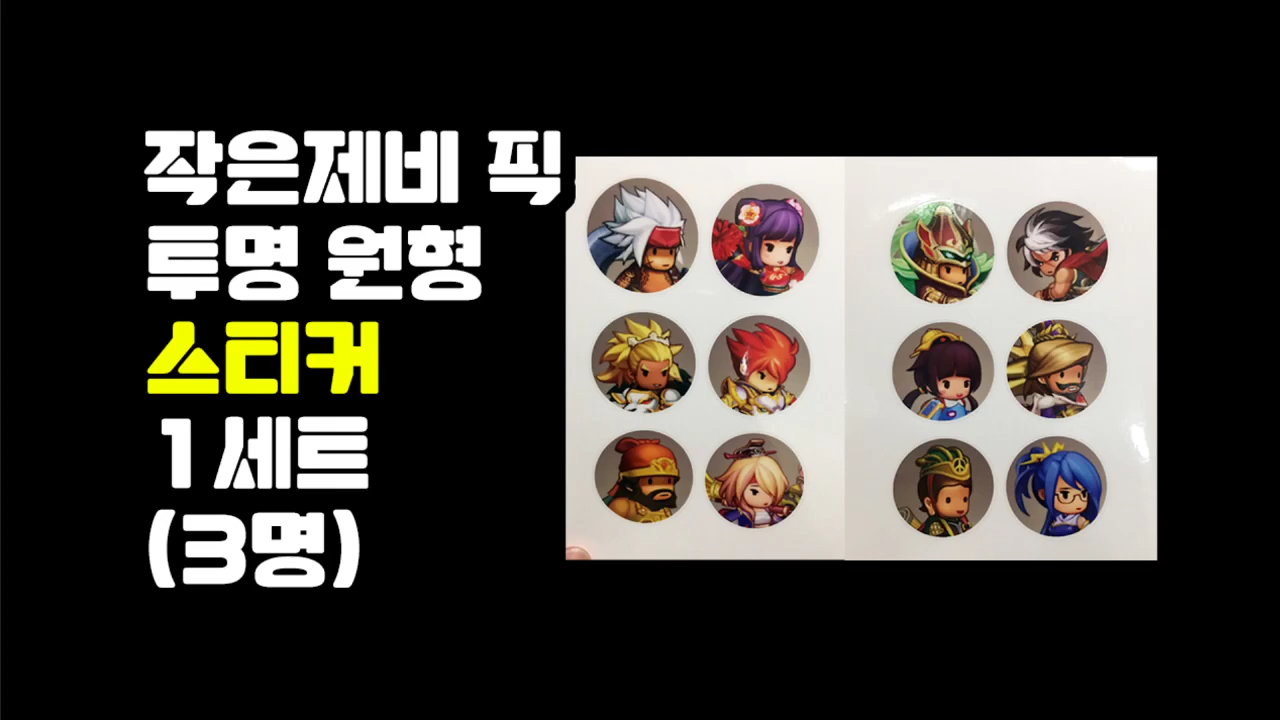 작은제비 픽
투명 원형
스티커
1세트
(3명)